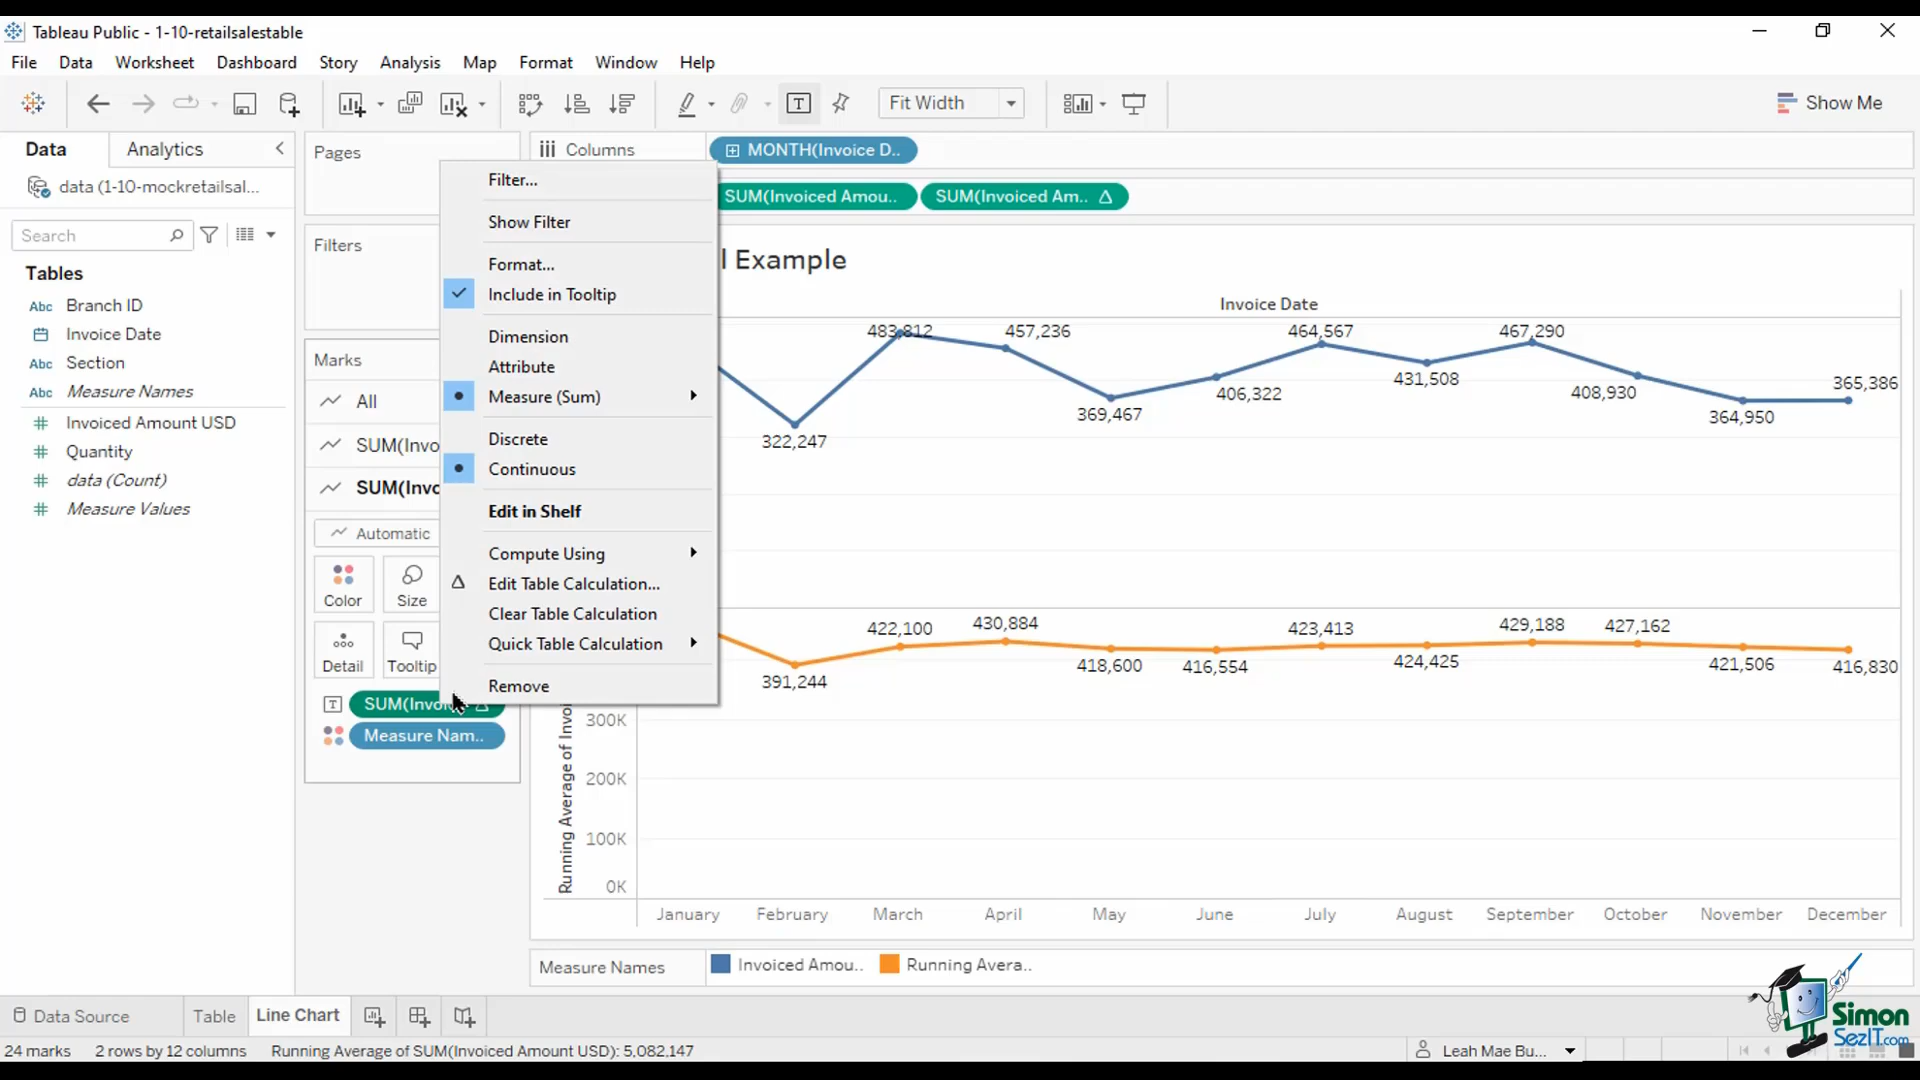 Tableau Public - 1-10-retailsalestable
File Data Worksheet Dashboard Story Analysis Map Format Window Help
Fit Width
Show Me
Data Analytics
data (1-10-mockretailsal...
Search
Tables
Abc Branch ID
Invoice Date
Abc Section
Abc Measure Names
# Invoiced Amount USD
# Quantity
# data (Count)
# Measure Values
Pages
Filters
Marks
All
SUM(Invo
SUM(Invo
Automatic
Color Size
Detail Tooltip
T SUM(Invoi
Measure Nam..
Filter...
Show Filter
Format...
Include in Tooltip
Dimension
Attribute
Measure (Sum)
Discrete
Continuous
Edit in Shelf
Compute Using
Edit Table Calculation...
Clear Table Calculation
Quick Table Calculation
Remove
Columns MONTH(Invoice D..
SUM(Invoiced Amou.. SUM(Invoiced Am..
l Example
Invoice Date
483,812 457,236 464,567 467,290
365,386
431,508
406,322 408,930
369,467 364,950
322,247
430,884
422,100 423,413 429,188 427,162
418,600 416,554 424,425 421,506 416,830
391,244
Running Average of Invoi
300K
200K
100K
0K
January February March April May June July August September October November December
Measure Names Invoiced Amou.. Running Avera..
Data Source Table Line Chart
24 marks 2 rows by 12 columns Running Average of SUM(Invoiced Amount USD): 5,082,147
Leah Mae Bu...
Simon
SezIT.com